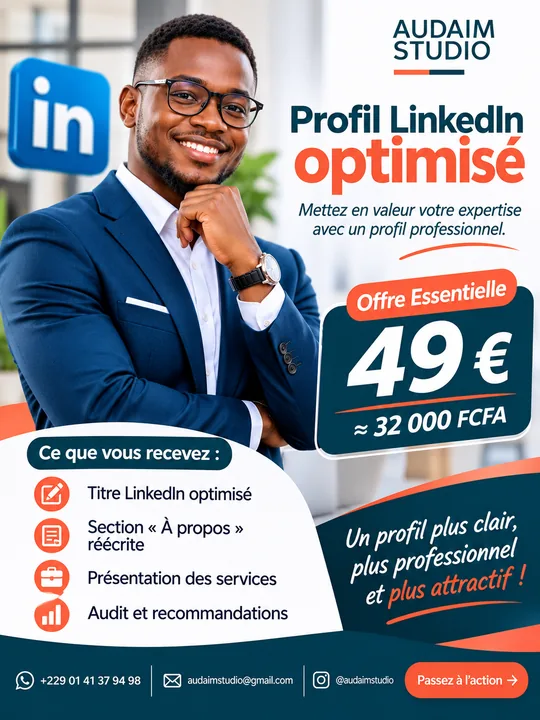 AUDAIM
STUDIO
in
Profil LinkedIn
optimisé
Mettez en valeur votre expertise
avec un profil professionnel.
Offre Essentielle
49 €
≈ 32 000 FCFA
Ce que vous recevez :
Titre LinkedIn optimisé
Section « À propos »
réécrite
Présentation des services
Audit et recommandations
Un profil plus clair,
plus professionnel
et plus attractif !
+229 01 41 37 94 98
audaimstudio@gmail.com
@audaimstudio
Passez à l'action →